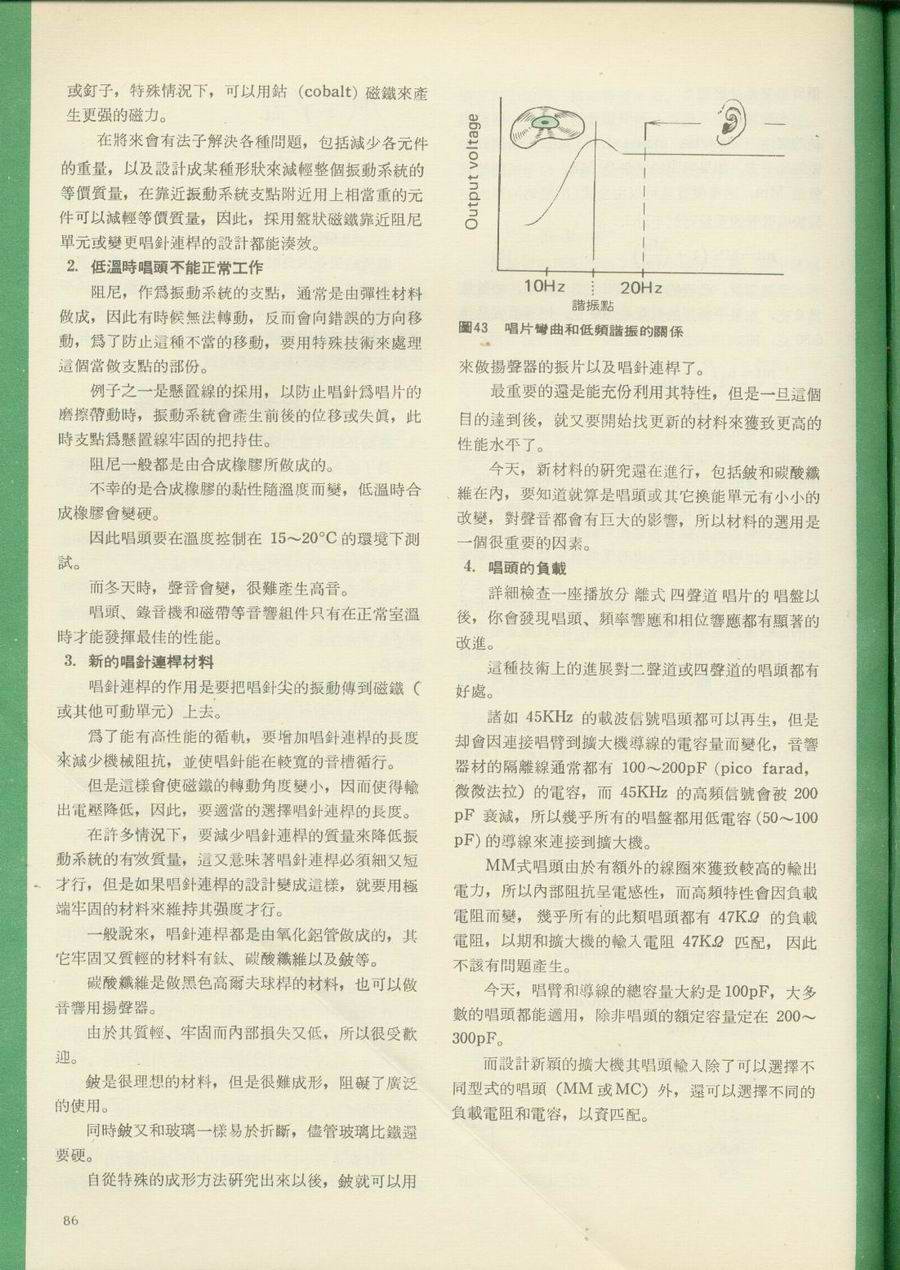 或釘子，特殊情況下，可以用鈷（cobalt）磁鐵來產
生更强的磁力。
在將來會有法子解決各種問題，包括減少各元件
的重量，以及設計成某種形狀來減輕整個振動系統的
等價質量，在靠近振動系統支點附近用上相當重的元
件可以減輕等價質量，因此，採用盤狀磁鐵靠近阻尼
單元或變更唱針連桿的設計都能湊效。
2. 低溫時唱頭不能正常工作
阻尼，作爲振動系統的支點，通常是由彈性材料
做成，因此有時候無法轉動，反而會向錯誤的方向移
動，爲了防止這種不當的移動，要用特殊技術來處理
這個當做支點的部份。
例子之一是懸置線的採用，以防止唱針爲唱片的
磨擦帶動時，振動系統會產生前後的位移或失眞，此
時支點爲懸置線牢固的把持住。
阻尼一般都是由合成橡膠所做成的。
不幸的是合成橡膠的黏性隨溫度而變，低溫時合
成橡膠會變硬。
因此唱頭要在溫度控制在 15～20°C 的環境下測
試。
而冬天時，聲音會變，很難產生高音。
唱頭、錄音機和磁帶等音響組件只有在正常室溫
時才能發揮最佳的性能。
3. 新的唱針連桿材料
唱針連桿的作用是要把唱針尖的振動傳到磁鐵（
或其他可動單元）上去。
爲了能有高性能的循軌，要增加唱針連桿的長度
來減少機械阻抗，並使唱針能在較寬的音槽循行。
但是這樣會使磁鐵的轉動角度變小，因而使得輸
出電壓降低，因此，要適當的選擇唱針連桿的長度。
在許多情況下，要減少唱針連桿的質量來降低振
動系統的有效質量，這又意味著唱針連桿必須細又短
才行，但是如果唱針連桿的設計變成這樣，就要用極
端牢固的材料來維持其强度才行。
一般說來，唱針連桿都是由氧化鋁管做成的，其
它牢固又質輕的材料有鈦、碳酸纖維以及鈹等。
碳酸纖維是做黑色高爾夫球桿的材料，也可以做
音響用揚聲器。
由於其質輕、牢固而內部損失又低，所以很受歡
迎。
鈹是很理想的材料，但是很難成形，阻礙了廣泛
的使用。
同時鈹又和玻璃一樣易於折斷，儘管玻璃比鐵還
要硬。
自從特殊的成形方法研究出來以後，鈹就可以用
86
Output voltage
10Hz
20Hz
諧振點
圖43 唱片彎曲和低頻諧振的關係
來做揚聲器的振片以及唱針連桿了。
最重要的還是能充份利用其特性，但是一旦這個
目的達到後，就又要開始找更新的材料來獲致更高的
性能水平了。
今天，新材料的研究還在進行，包括鈹和碳酸纖
維在內，要知道就算是唱頭或其它換能單元有小小的
改變，對聲音都會有巨大的影響，所以材料的選用是
一個很重要的因素。
4. 唱頭的負載
詳細檢查一座播放分離式四聲道唱片的唱盤以
後，你會發現唱頭、頻率響應和相位響應都有顯著的
改進。
這種技術上的進展對二聲道或四聲道的唱頭都有
好處。
諸如 45KHz 的載波信號唱頭都可以再生，但是
却會因連接唱臂到擴大機導線的電容量而變化，音響
器材的隔離線通常都有 100～200pF（pico farad，
微微法拉）的電容，而 45KHz 的高頻信號會被 200
pF 衰減，所以幾乎所有的唱盤都用低電容（50～100
pF）的導線來連接到擴大機。
MM式唱頭由於有額外的線圈來獲致較高的輸出
電力，所以內部阻抗呈電感性，而高頻特性會因負載
電阻而變，幾乎所有的此類唱頭都有 47KΩ 的負載
電阻，以期和擴大機的輸入電阻 47KΩ 匹配，因此
不該有問題產生。
今天，唱臂和導線的總容量大約是100pF，大多
數的唱頭都能適用，除非唱頭的額定容量定在 200～
300pF。
而設計新穎的擴大機其唱頭輸入除了可以選擇不
同型式的唱頭（MM 或MC）外，還可以選擇不同的
負載電阻和電容，以資匹配。